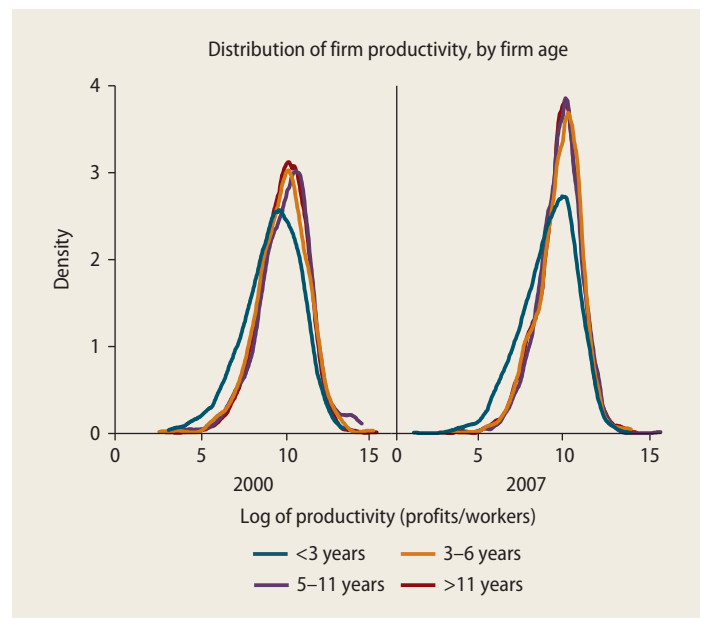 Distribution of firm productivity, by firm age
4
3
2
1
0
Density
0 5 10 15 0 5 10 15
2000 2007
Log of productivity (profits/workers)
<3 years 3–6 years
5–11 years >11 years